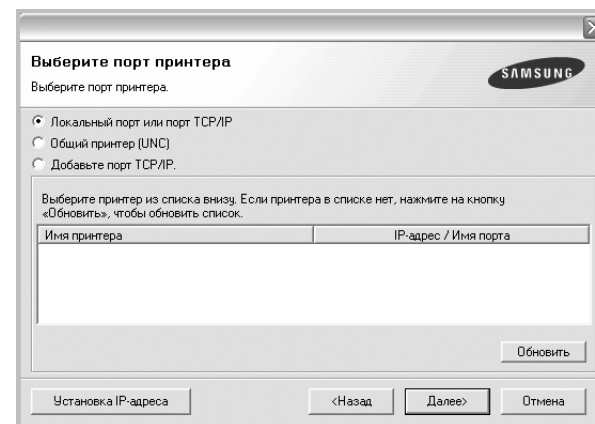 Выберите порт принтера
Выберите порт принтера.
SAMSUNG
Локальный порт или порт TCP/IP
Общий принтер (UNC)
Добавьте порт TCP/IP.
Выберите принтер из списка внизу. Если принтера в списке нет, нажмите на кнопку
«Обновить», чтобы обновить список.
Имя принтера IP-адрес / Имя порта
Обновить
Установка IP-адреса <Назад Далее> Отмена